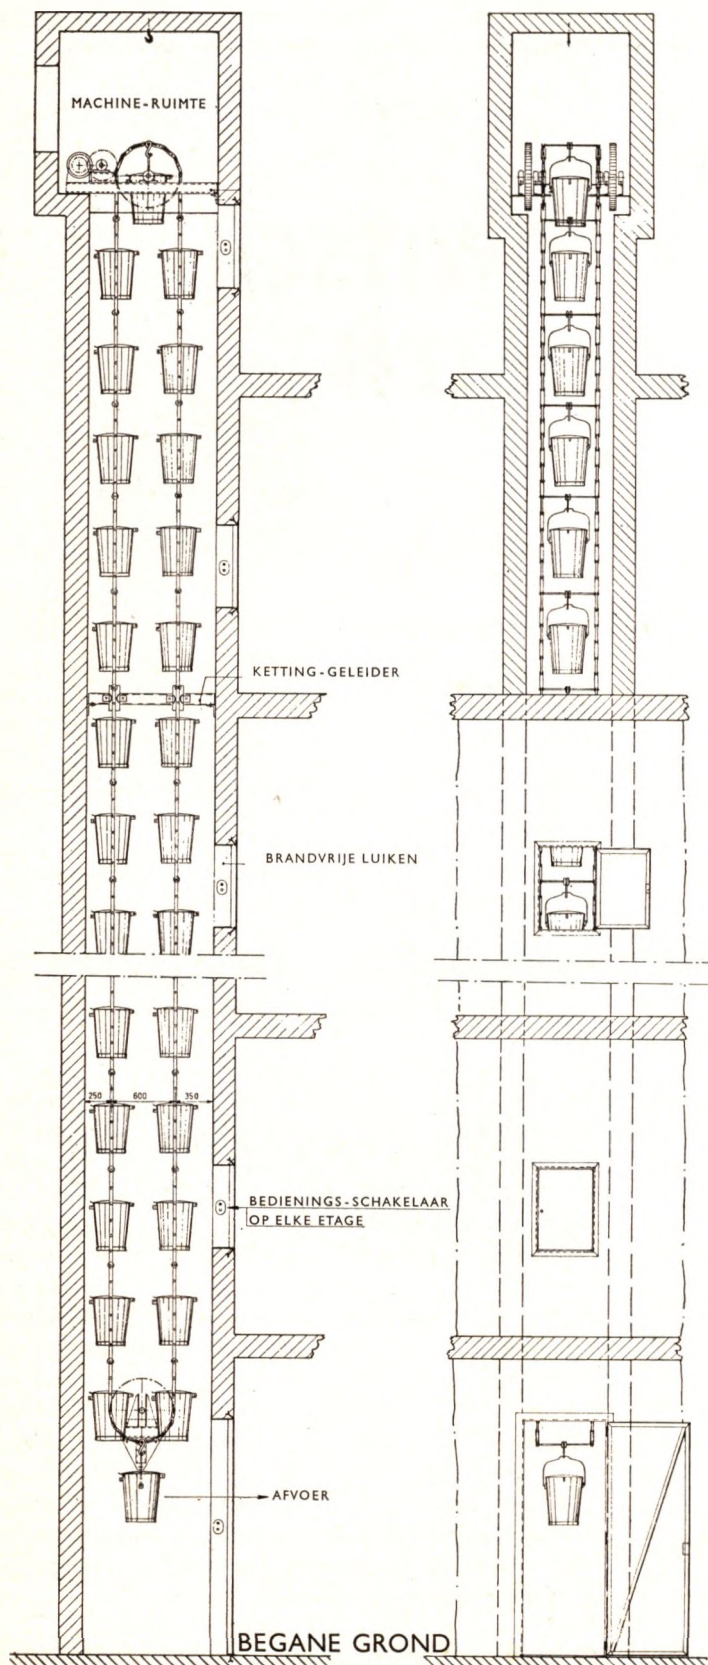 MACHINE-RUIMTE
KETTING-GELEIDER
BRANDVRIJE LUIKEN
250 600 350
BEDIENINGS-SCHAKELAAR
OP ELKE ETAGE
AFVOER
BEGANE GROND